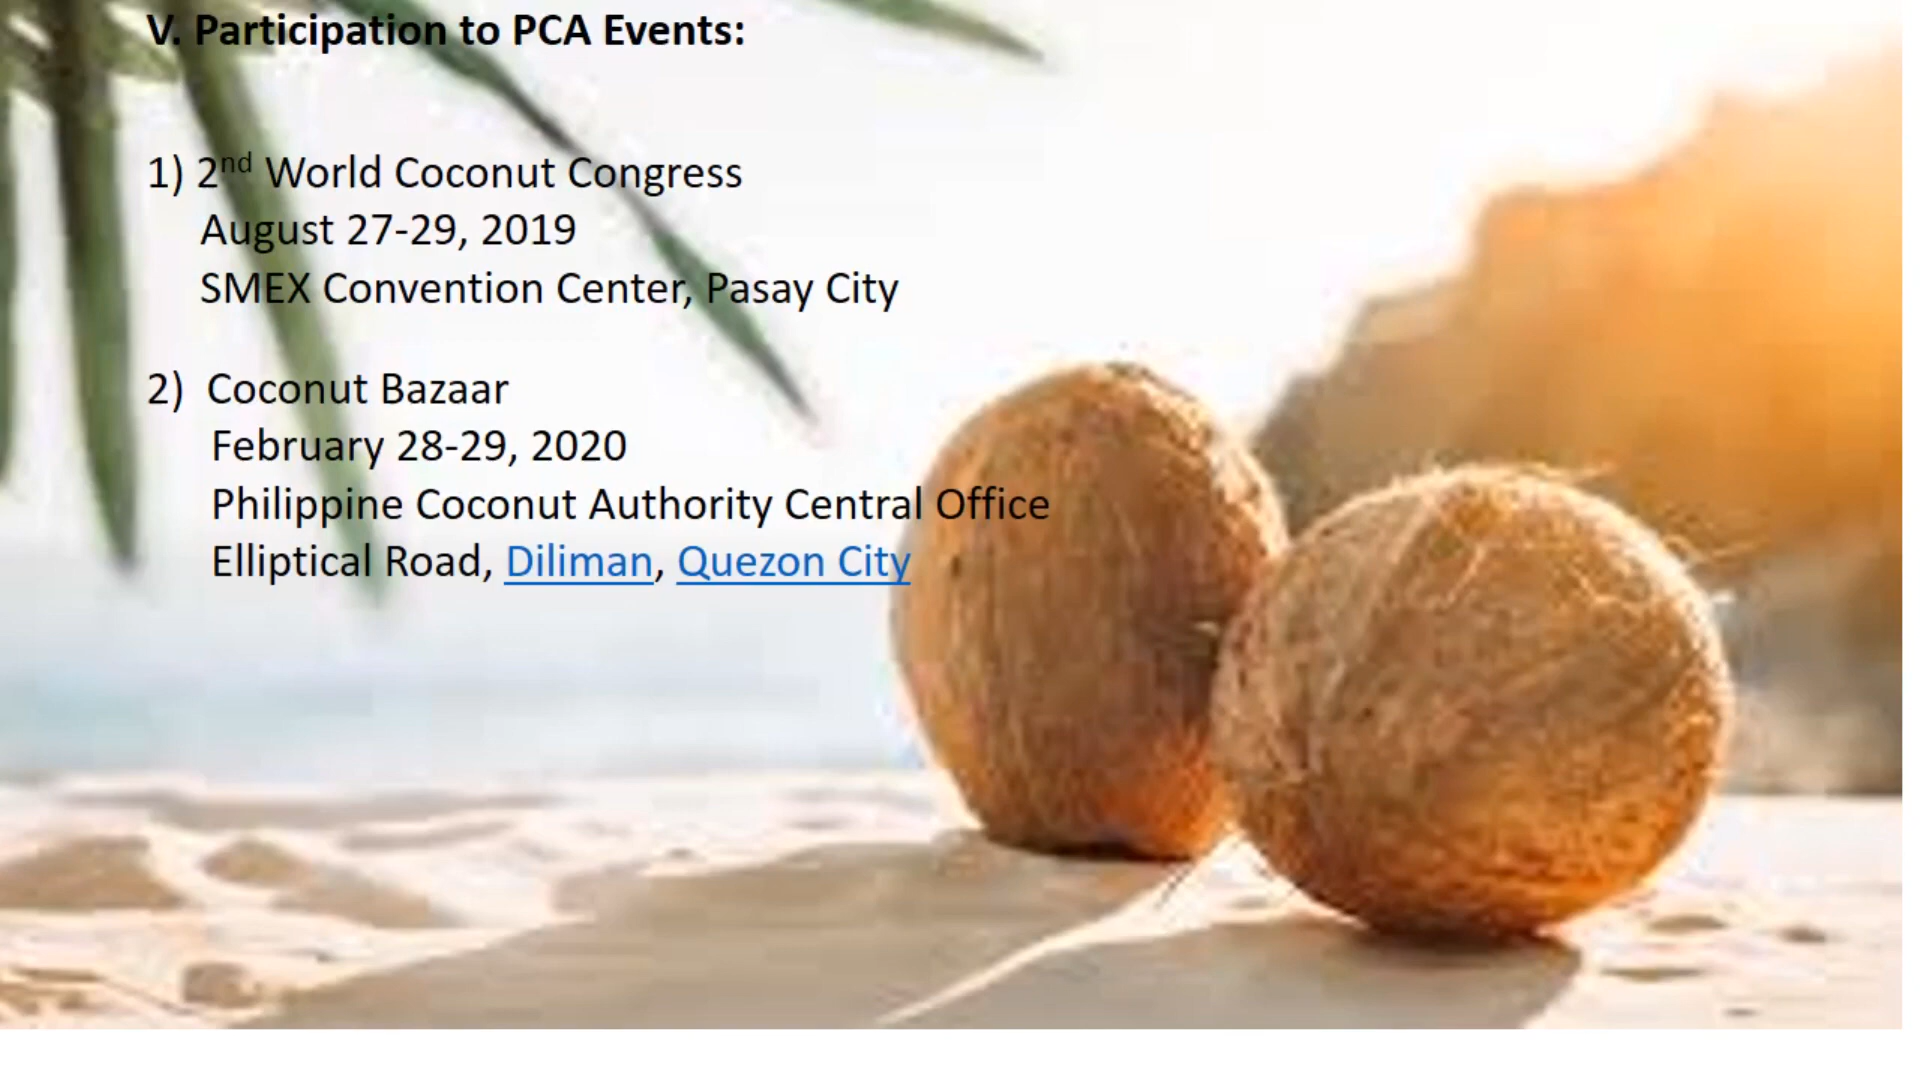 V. Participation to PCA Events:
1) 2nd World Coconut Congress
August 27-29, 2019
SMEX Convention Center, Pasay City
2) Coconut Bazaar
February 28-29, 2020
Philippine Coconut Authority Central Office
Elliptical Road, Diliman, Quezon City